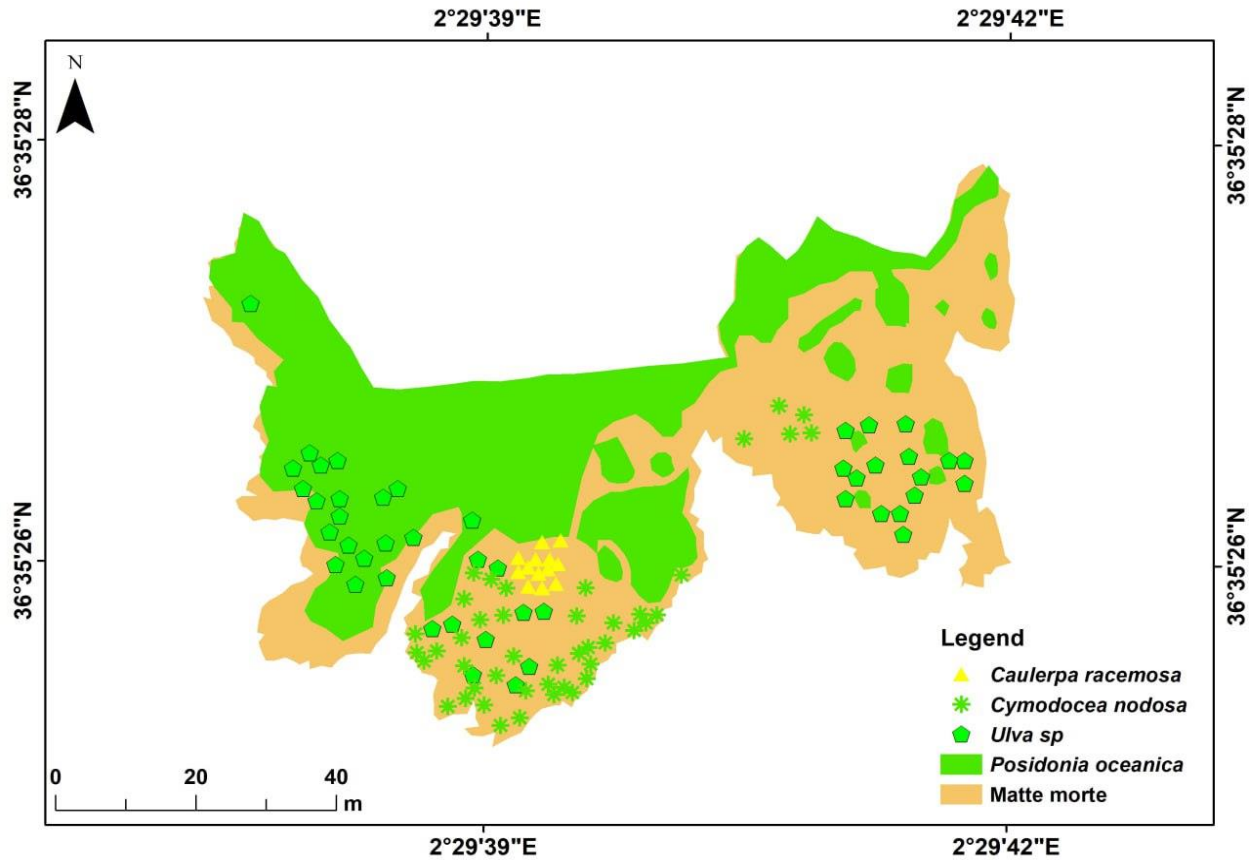 2°29'39"E
2°29'42"E
N
36°35'28"N
36°35'28"N
36°35'26"N
36°35'26"N
Legend
Caulerpa racemosa
Cymodocea nodosa
Ulva sp
Posidonia oceanica
Matte morte
0 20 40
m
2°29'39"E
2°29'42"E